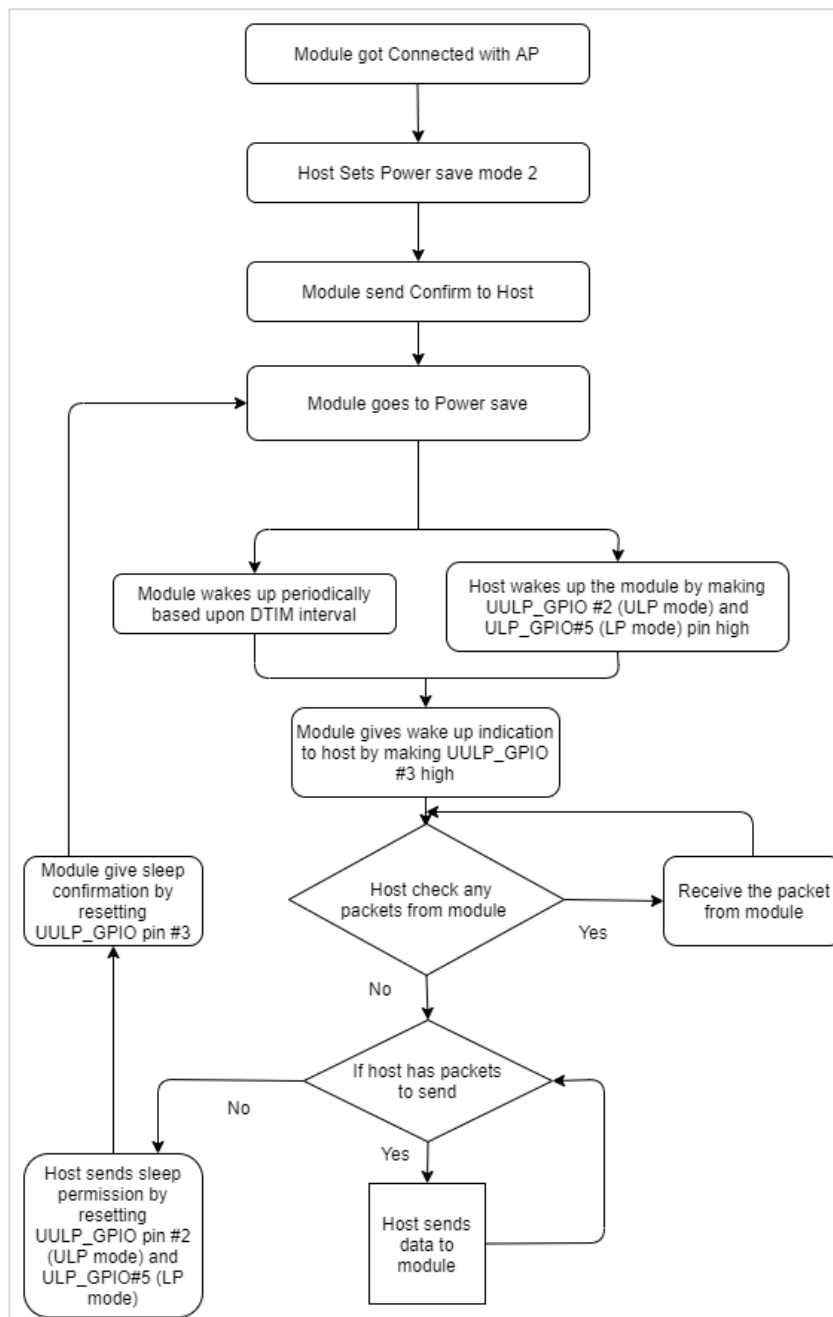 Module got Connected with AP
Host Sets Power save mode 2
Module send Confirm to Host
Module goes to Power save
Module wakes up periodically
based upon DTIM interval
Host wakes up the module by making
UULP_GPIO #2 (ULP mode) and
ULP_GPIO#5 (LP mode) pin high
Module gives wake up indication
to host by making UULP_GPIO
#3 high
Module give sleep
confirmation by
resetting
UULP_GPIO pin #3
Host check any
packets from module
Yes
Receive the packet
from module
No
If host has packets
to send
No
Yes
Host sends sleep
permission by
resetting
UULP_GPIO pin #2
(ULP mode) and
ULP_GPIO#5 (LP
mode)
Host sends
data to
module